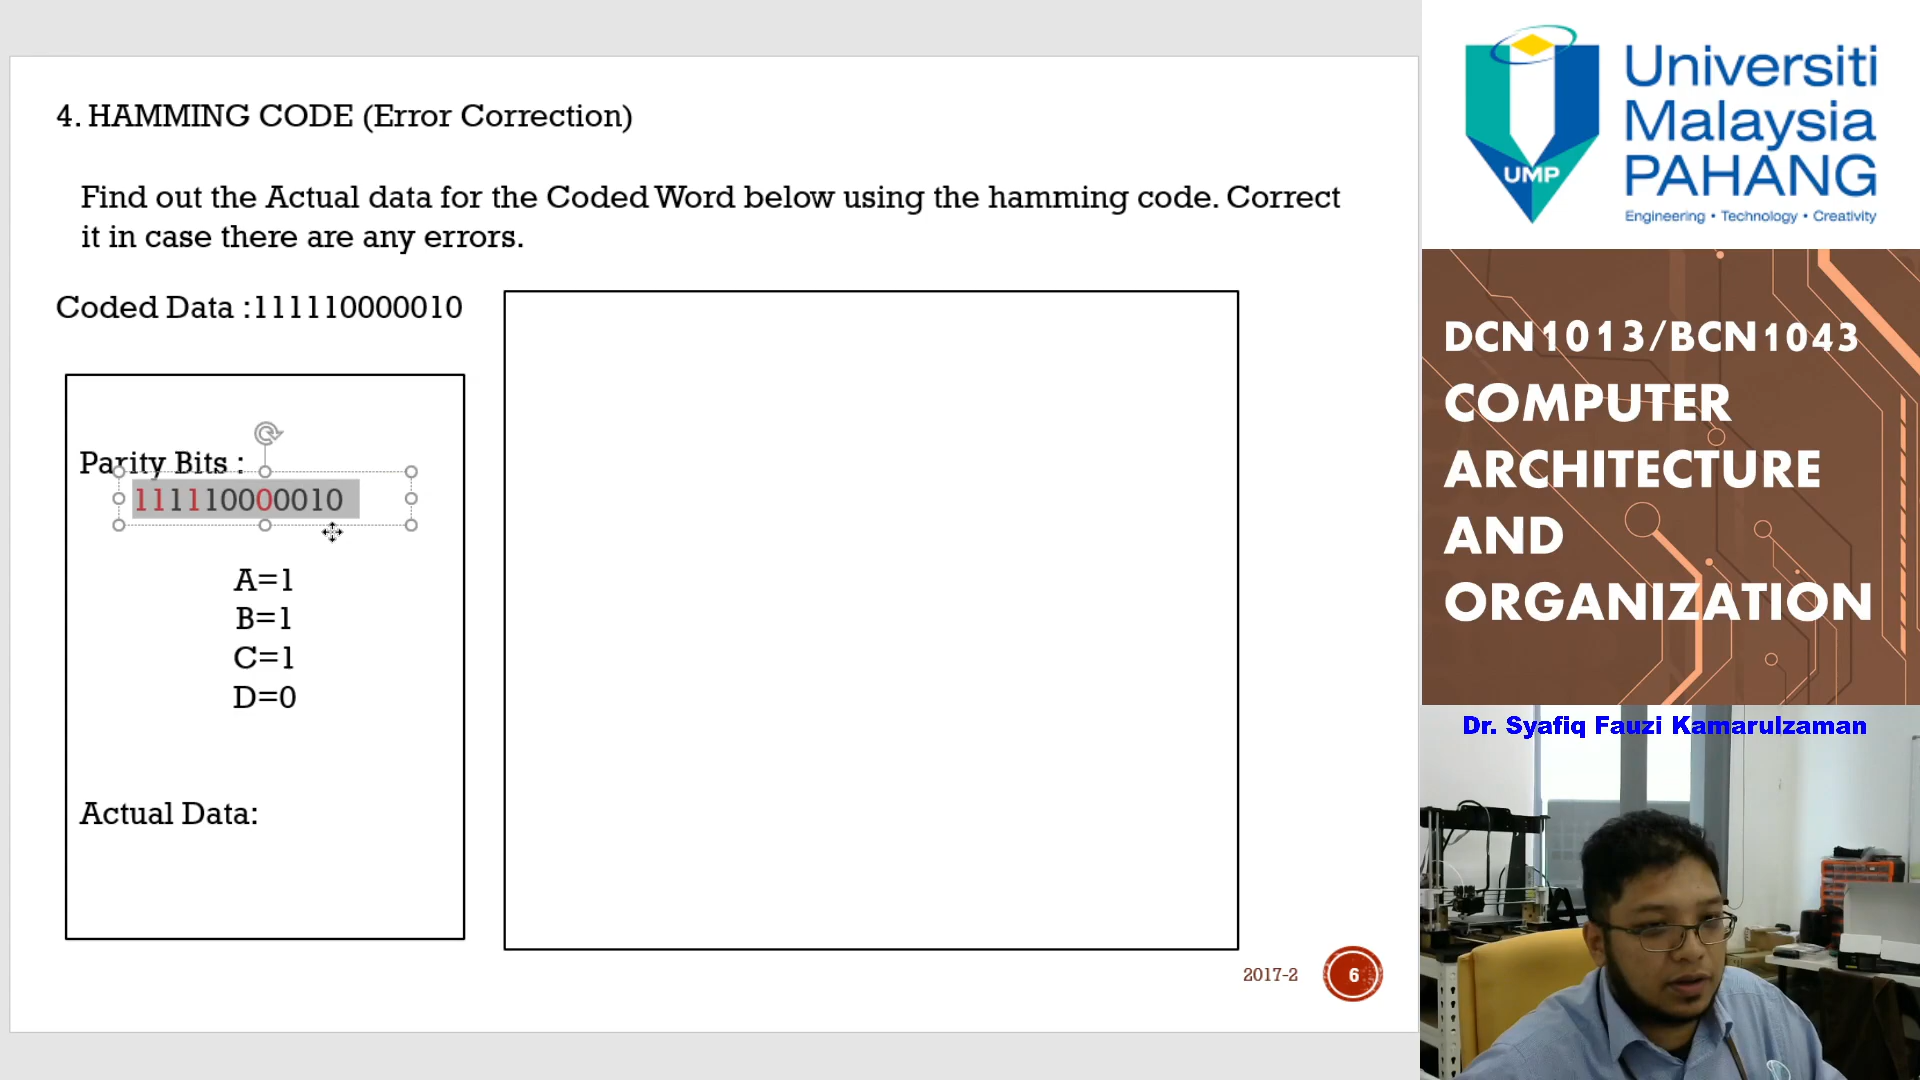 4. HAMMING CODE (Error Correction)
Find out the Actual data for the Coded Word below using the hamming code. Correct
it in case there are any errors.
Coded Data :111110000010
Parity Bits :
111110000010
A=1
B=1
C=1
D=0
Actual Data:
2017-2
6
UMP
Universiti
Malaysia
PAHANG
Engineering • Technology • Creativity
DCN1013/BCN1043
COMPUTER
ARCHITECTURE
AND
ORGANIZATION
Dr. Syafiq Fauzi Kamarulzaman